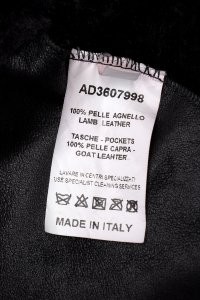 AD3607998
100% PELLE AGNELLO
LAMB LEATHER
TASCHE - POCKETS
100% PELLE CAPRA -
GOAT LEAHTER
LAVARE IN CENTRI SPECIALIZZATI
USE SPECIALIST CLEANING SERVICES
MADE IN ITALY